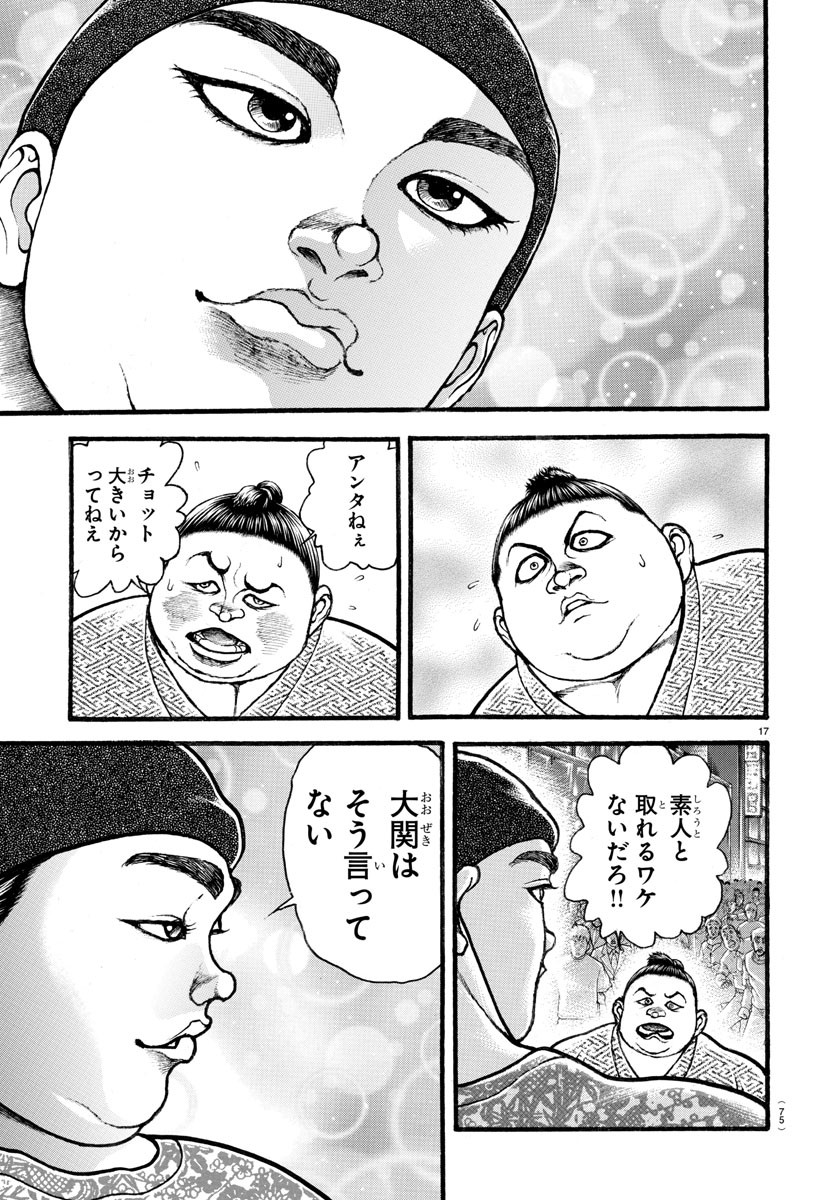 アンタねぇ
チョット
大きいから
ってねえ
17
素人と
取れるワケ
ないだろ!!
大関は
そう言って
ない
(75)